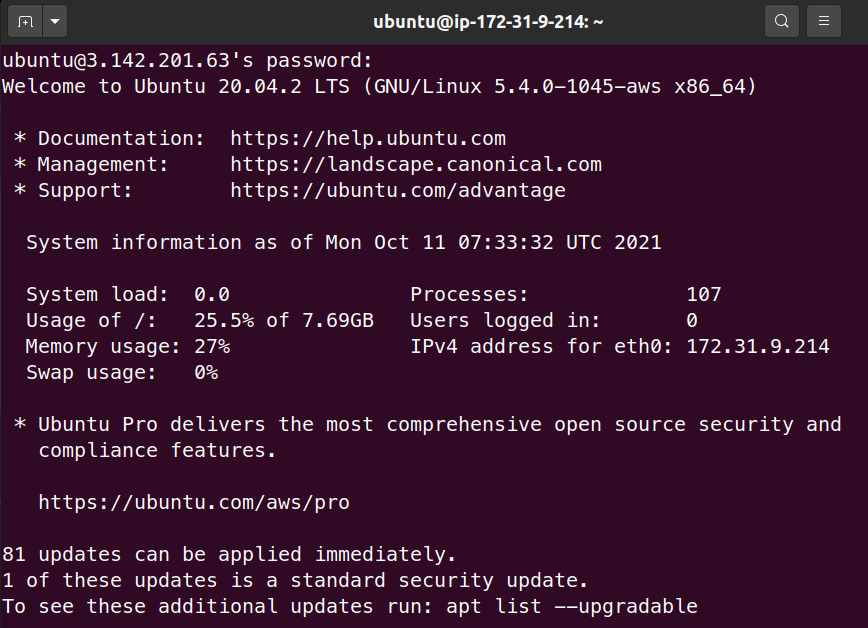 ubuntu@ip-172-31-9-214: ~
ubuntu@3.142.201.63's password:
Welcome to Ubuntu 20.04.2 LTS (GNU/Linux 5.4.0-1045-aws x86_64)
* Documentation: https://help.ubuntu.com
* Management: https://landscape.canonical.com
* Support: https://ubuntu.com/advantage
System information as of Mon Oct 11 07:33:32 UTC 2021
System load: 0.0 Processes: 107
Usage of /: 25.5% of 7.69GB Users logged in: 0
Memory usage: 27% IPv4 address for eth0: 172.31.9.214
Swap usage: 0%
* Ubuntu Pro delivers the most comprehensive open source security and
compliance features.
https://ubuntu.com/aws/pro
81 updates can be applied immediately.
1 of these updates is a standard security update.
To see these additional updates run: apt list --upgradable